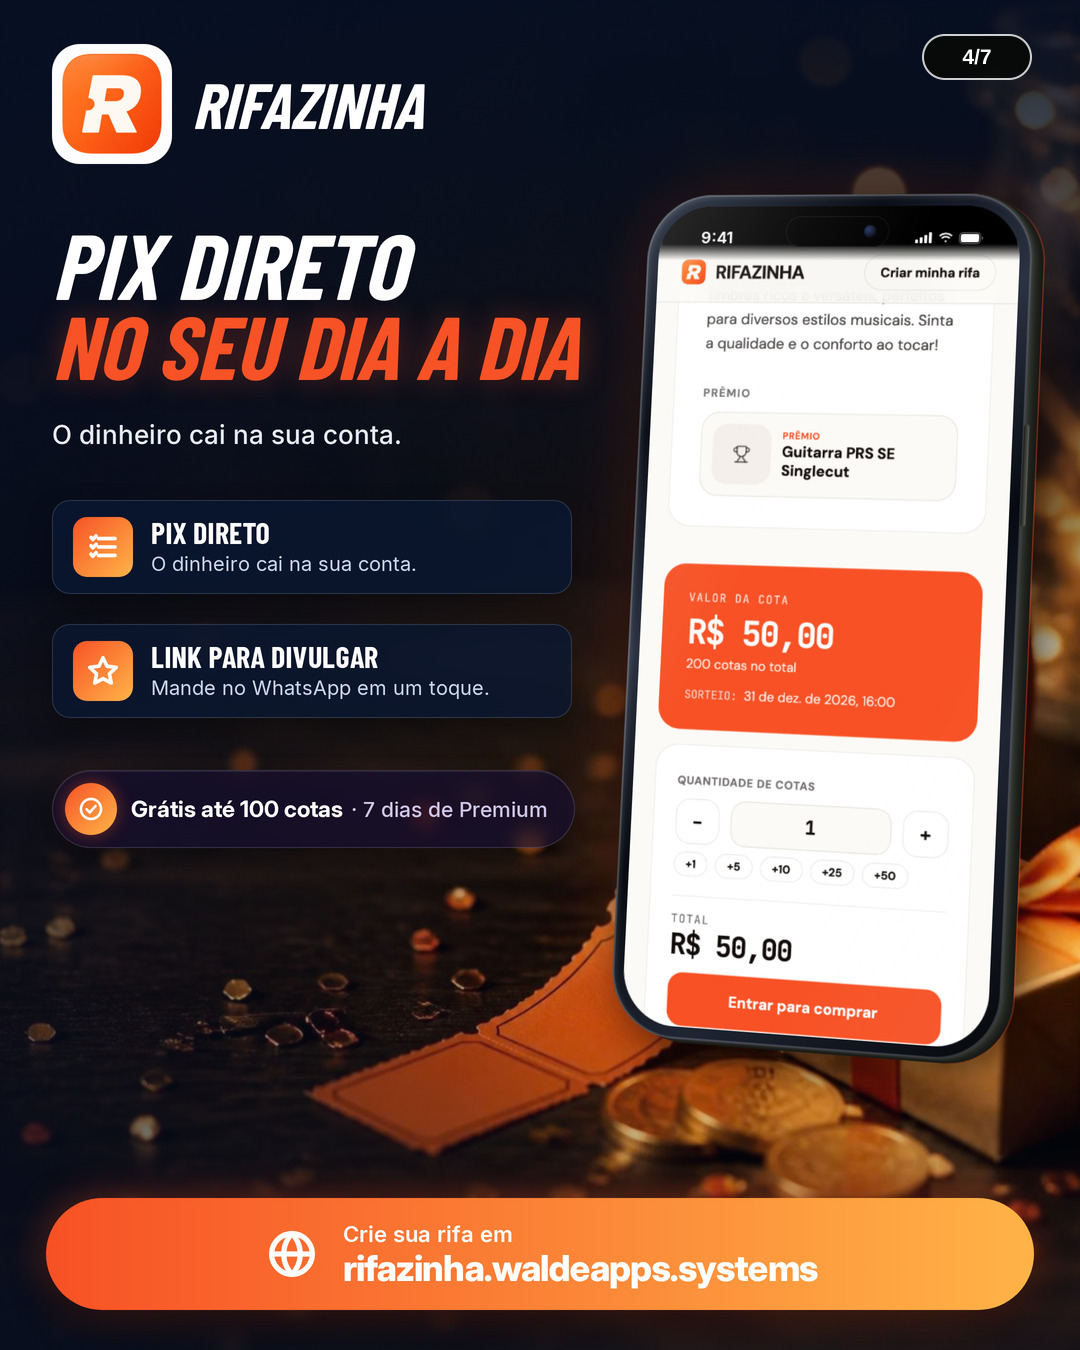 4/7
R RIFAZINHA
PIX DIRETO
NO SEU DIA A DIA
O dinheiro cai na sua conta.
PIX DIRETO
O dinheiro cai na sua conta.
LINK PARA DIVULGAR
Mande no WhatsApp em um toque.
Grátis até 100 cotas · 7 dias de Premium
9:41
R RIFAZINHA
Criar minha rifa
para diversos estilos musicais. Sinta
a qualidade e o conforto ao tocar!
PRÊMIO
PRÊMIO
Guitarra PRS SE
Singlecut
VALOR DA COTA
R$ 50,00
200 cotas no total
SORTEIO: 31 de dez. de 2026, 16:00
QUANTIDADE DE COTAS
- 1 +
+1 +5 +10 +25 +50
TOTAL
R$ 50,00
Entrar para comprar
Crie sua rifa em
rifazinha.waldeapps.systems